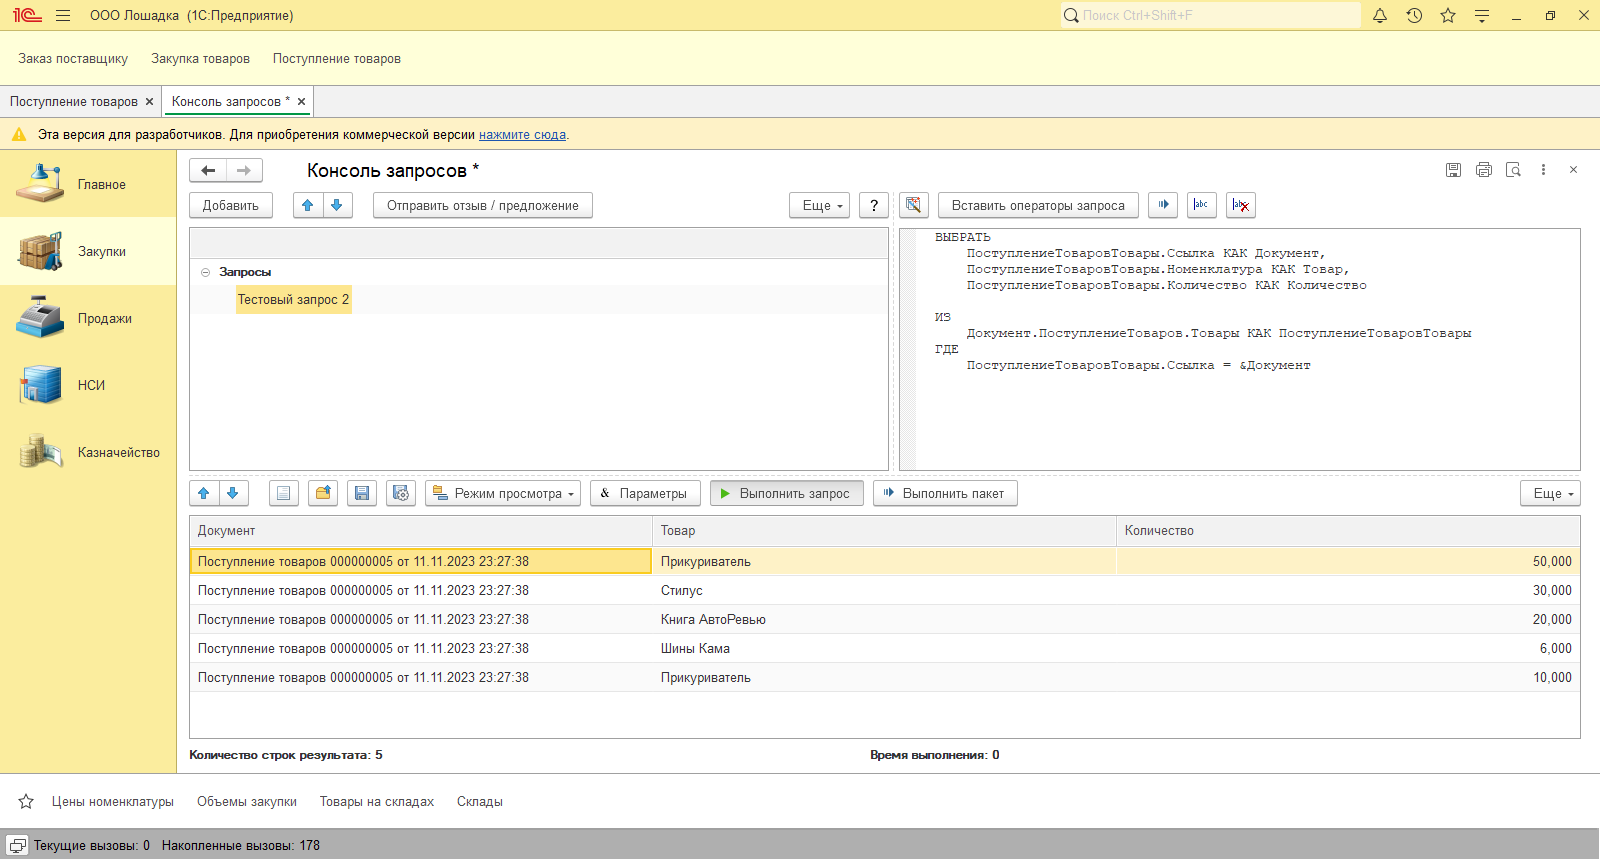 ООО Лошадка (1С:Предприятие)
Поиск Ctrl+Shift+F
Заказ поставщику Закупка товаров Поступление товаров
Поступление товаров × Консоль запросов * ×
Эта версия для разработчиков. Для приобретения коммерческой версии нажмите сюда.
Главное
Закупки
Продажи
НСИ
Казначейство
Консоль запросов *
Добавить Отправить отзыв / предложение Еще ? Вставить операторы запроса abc abc
Запросы
Тестовый запрос 2
ВЫБРАТЬ
ПоступлениеТоваровТовары.Ссылка КАК Документ,
ПоступлениеТоваровТовары.Номенклатура КАК Товар,
ПоступлениеТоваровТовары.Количество КАК Количество
ИЗ
Документ.ПоступлениеТоваров.Товары КАК ПоступлениеТоваровТовары
ГДЕ
ПоступлениеТоваровТовары.Ссылка = &Документ
Режим просмотра & Параметры Выполнить запрос Выполнить пакет Еще
Документ Товар Количество
Поступление товаров 000000005 от 11.11.2023 23:27:38 Прикуриватель 50,000
Поступление товаров 000000005 от 11.11.2023 23:27:38 Стилус 30,000
Поступление товаров 000000005 от 11.11.2023 23:27:38 Книга АвтоРевью 20,000
Поступление товаров 000000005 от 11.11.2023 23:27:38 Шины Кама 6,000
Поступление товаров 000000005 от 11.11.2023 23:27:38 Прикуриватель 10,000
Количество строк результата: 5 Время выполнения: 0
Цены номенклатуры Объемы закупки Товары на складах Склады
Текущие вызовы: 0 Накопленные вызовы: 178